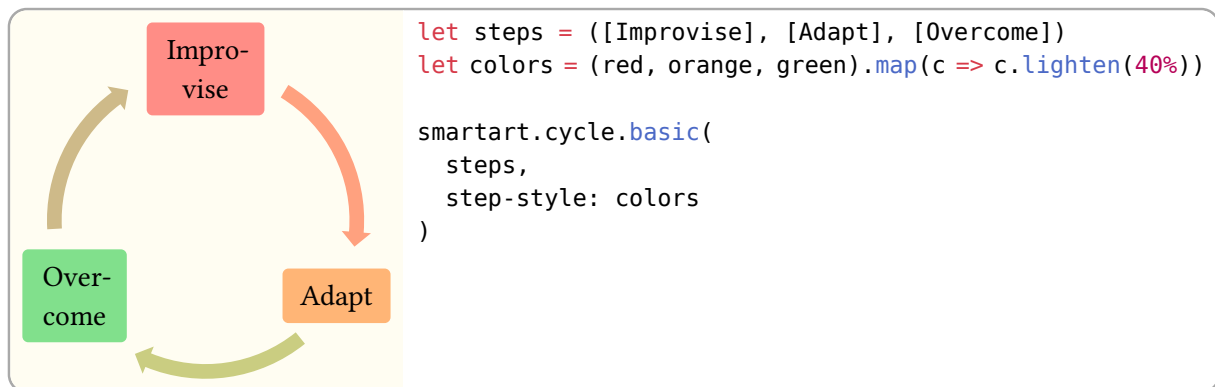 Impro-
vise
Over-
come
Adapt
let steps = ([Improvise], [Adapt], [Overcome])
let colors = (red, orange, green).map(c => c.lighten(40%))

smartart.cycle.basic(
  steps,
  step-style: colors
)